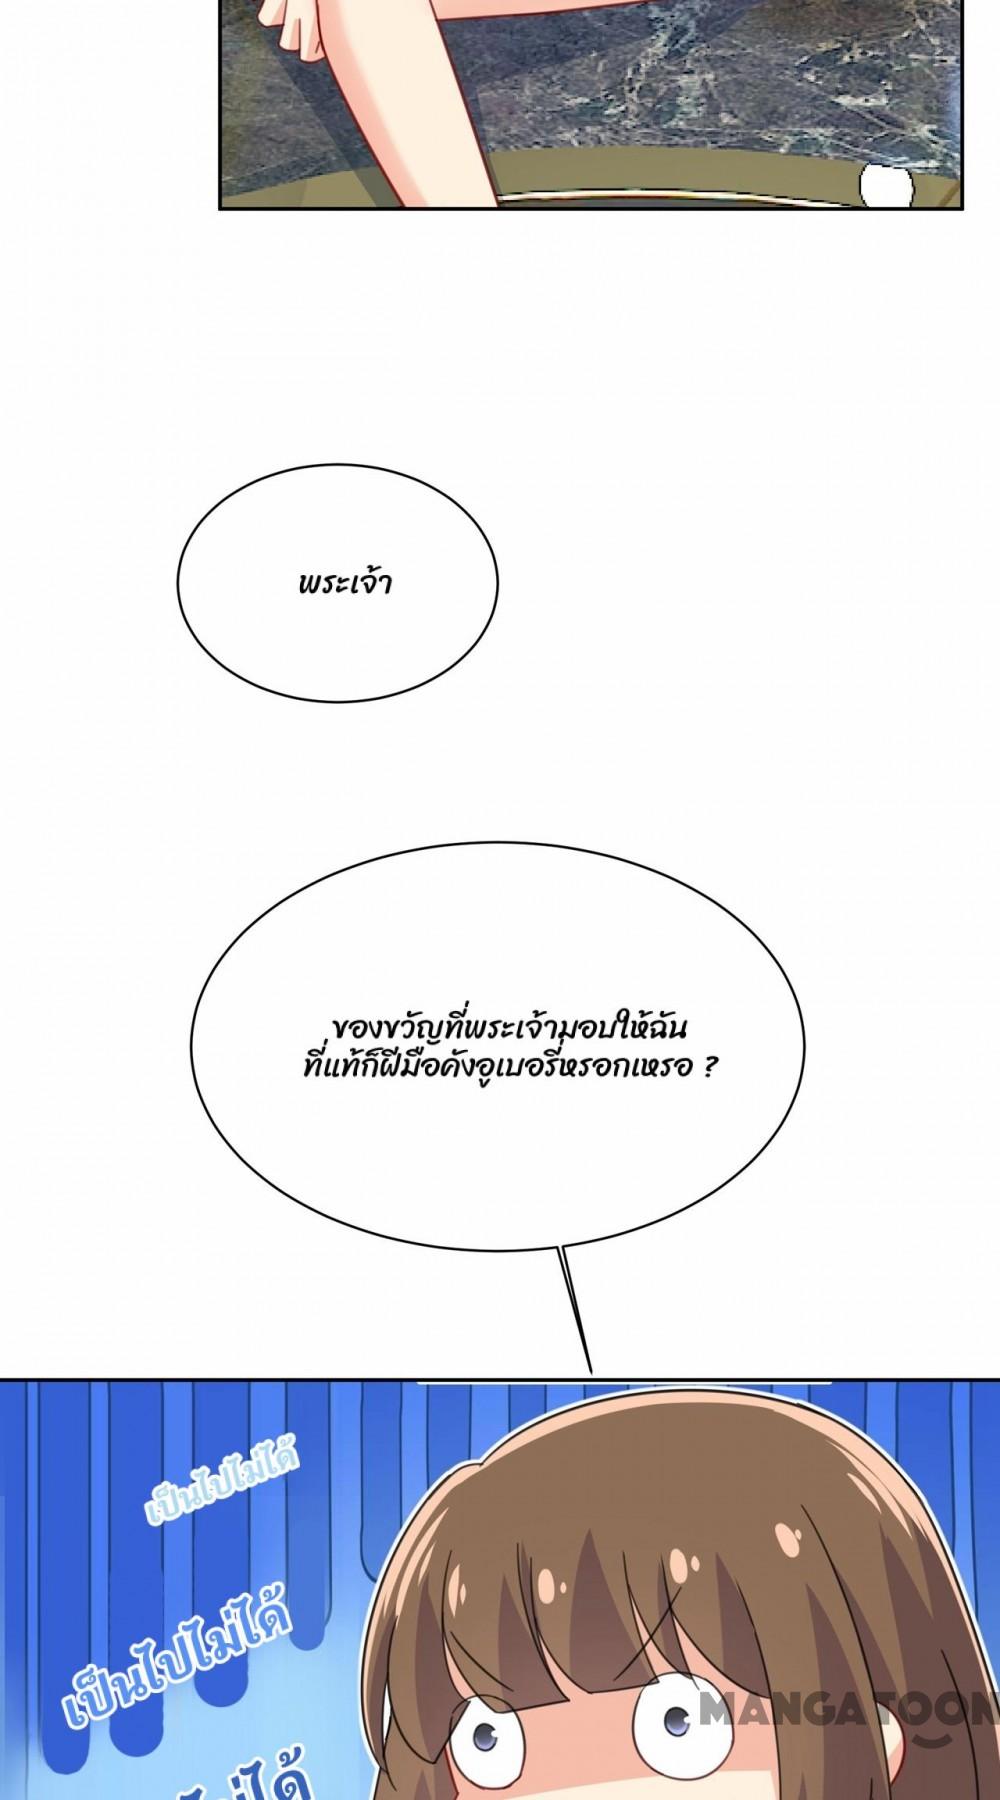 พระเจ้า
ของขวัญที่พระเจ้ามอบให้ฉัน
ที่แท้ก็ฝีมือคังอูเบอรี่หรอกเหรอ ?
เป็นไปไม่ได้
เป็นไปไม่ได้
MANGATOON